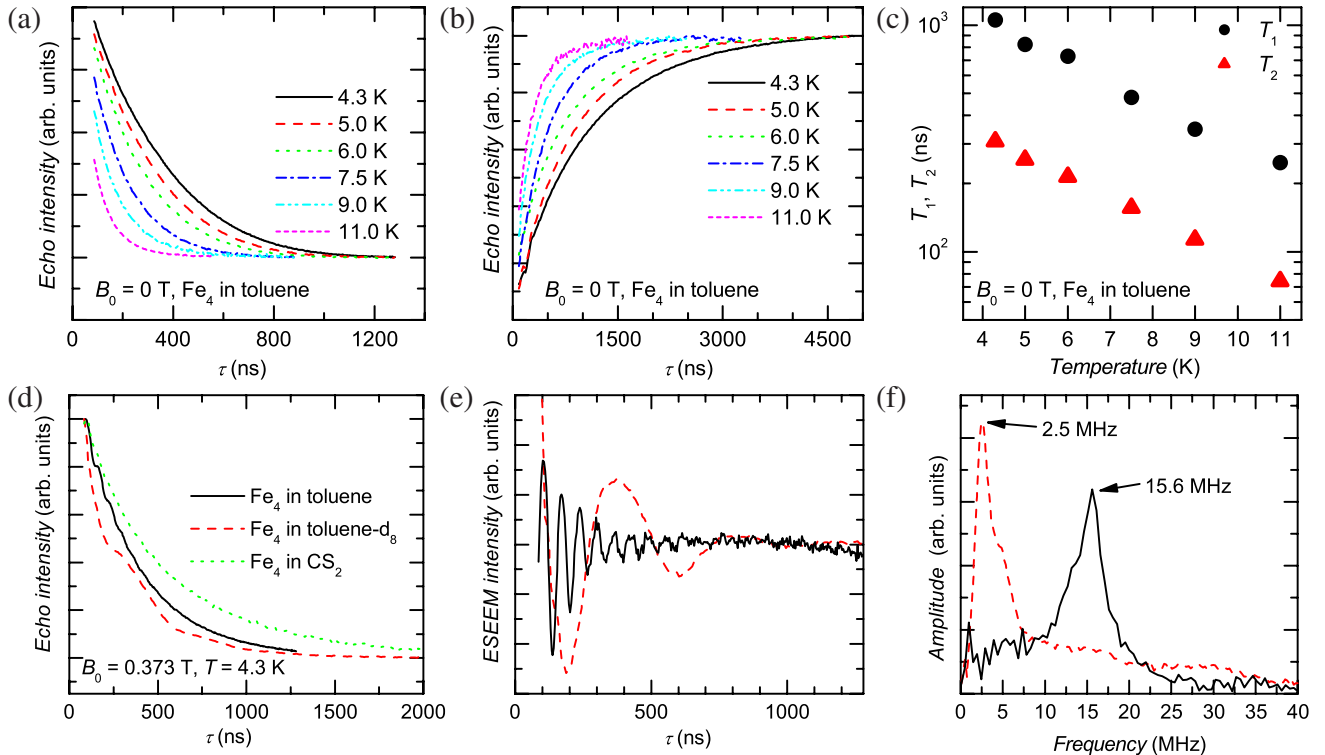 (a)
Echo intensity (arb. units)
4.3 K
5.0 K
6.0 K
7.5 K
9.0 K
11.0 K
B0 = 0 T, Fe4 in toluene
0 400 800 1200
τ (ns)
(b)
Echo intensity (arb. units)
4.3 K
5.0 K
6.0 K
7.5 K
9.0 K
11.0 K
B0 = 0 T, Fe4 in toluene
0 1500 3000 4500
τ (ns)
(c)
T1, T2 (ns)
10^3
10^2
T1
T2
B0 = 0 T, Fe4 in toluene
4 5 6 7 8 9 10 11
Temperature (K)
(d)
Echo intensity (arb. units)
Fe4 in toluene
Fe4 in toluene-d8
Fe4 in CS2
B0 = 0.373 T, T = 4.3 K
0 500 1000 1500 2000
τ (ns)
(e)
ESEEM intensity (arb. units)
0 500 1000
τ (ns)
(f)
Amplitude (arb. units)
2.5 MHz
15.6 MHz
0 5 10 15 20 25 30 35 40
Frequency (MHz)